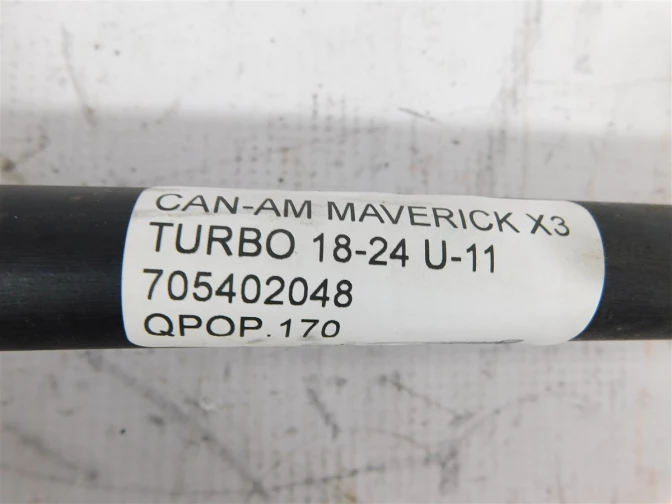 CAN-AM MAVERICK X3
TURBO 18-24 U-11
705402048
QPOP.170